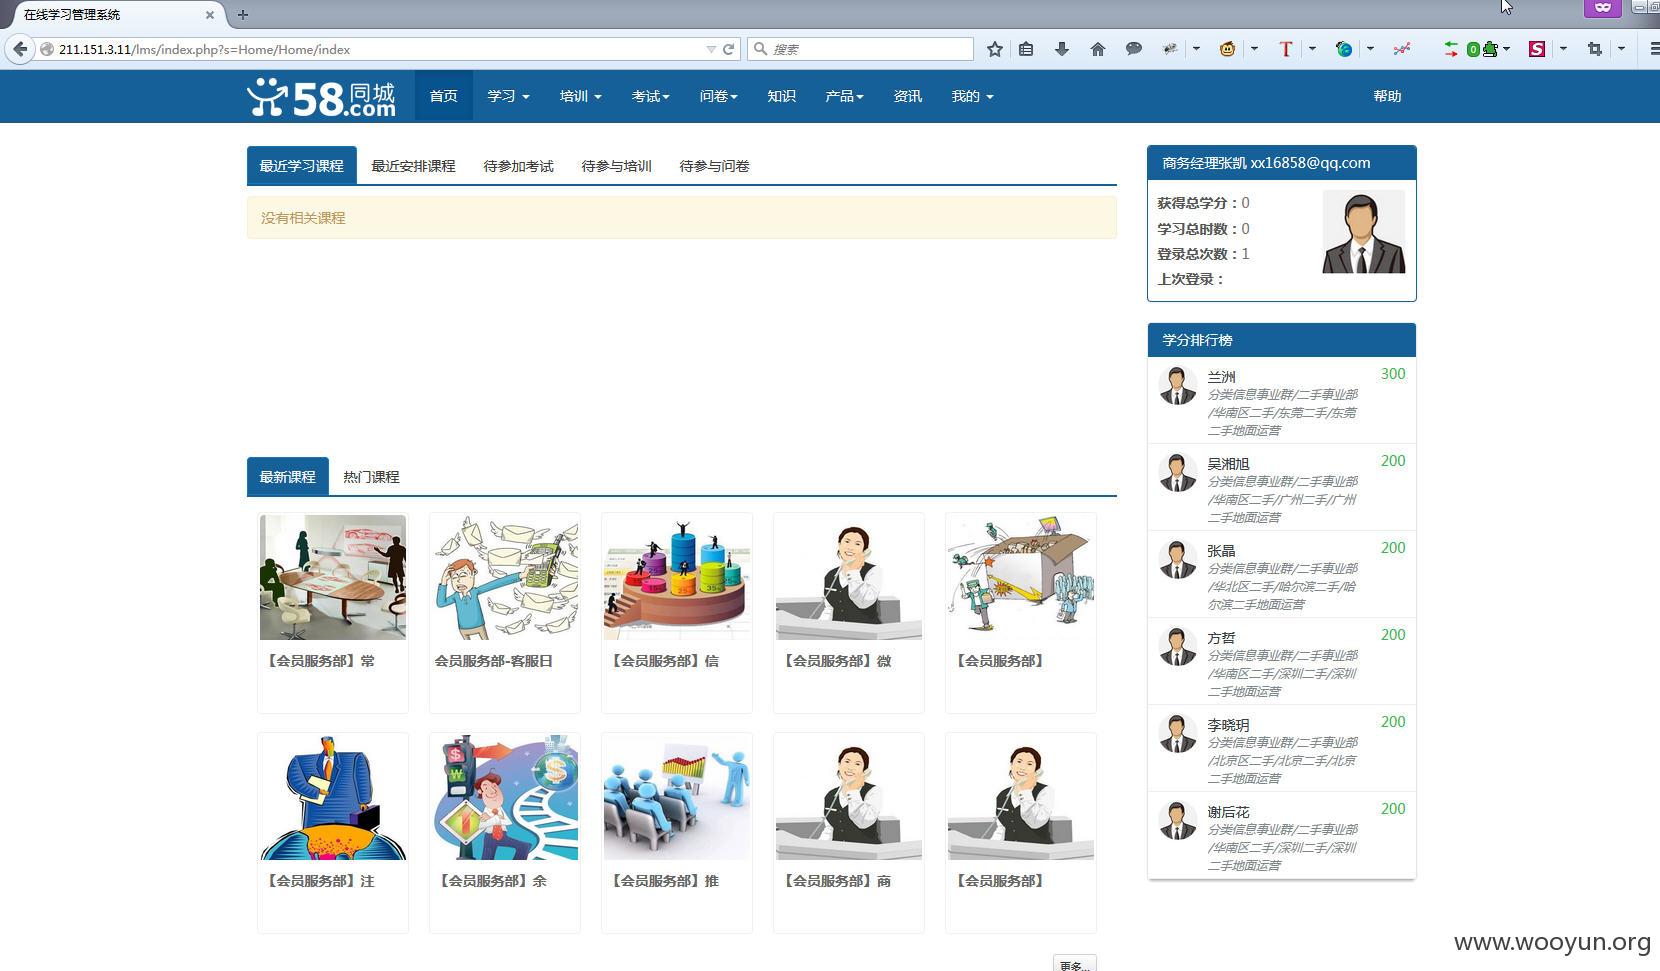 在线学习管理系统
211.151.3.11/lms/index.php?s=Home/Home/index
搜索
58同城.com
首页 学习 培训 考试 问卷 知识 产品 资讯 我的 帮助
最近学习课程 最近安排课程 待参加考试 待参与培训 待参与问卷
没有相关课程
商务经理张凯 xx16858@qq.com
获得总学分：0
学习总时数：0
登录总次数：1
上次登录：
学分排行榜
兰洲 300
分类信息事业群/二手事业部
/华南区二手/东莞二手/东莞
二手地面运营
吴湘旭 200
分类信息事业群/二手事业部
/华南区二手/广州二手/广州
二手地面运营
张晶 200
分类信息事业群/二手事业部
/华北区二手/哈尔滨二手/哈
尔滨二手地面运营
方哲 200
分类信息事业群/二手事业部
/华南区二手/深圳二手/深圳
二手地面运营
李晓玥 200
分类信息事业群/二手事业部
/北京区二手/北京二手/北京
二手地面运营
谢后花 200
分类信息事业群/二手事业部
/华南区二手/深圳二手/深圳
二手地面运营
最新课程 热门课程
【会员服务部】常
会员服务部-客服日
【会员服务部】信
【会员服务部】微
【会员服务部】
【会员服务部】注
【会员服务部】余
【会员服务部】推
【会员服务部】商
【会员服务部】
更多...
www.wooyun.org